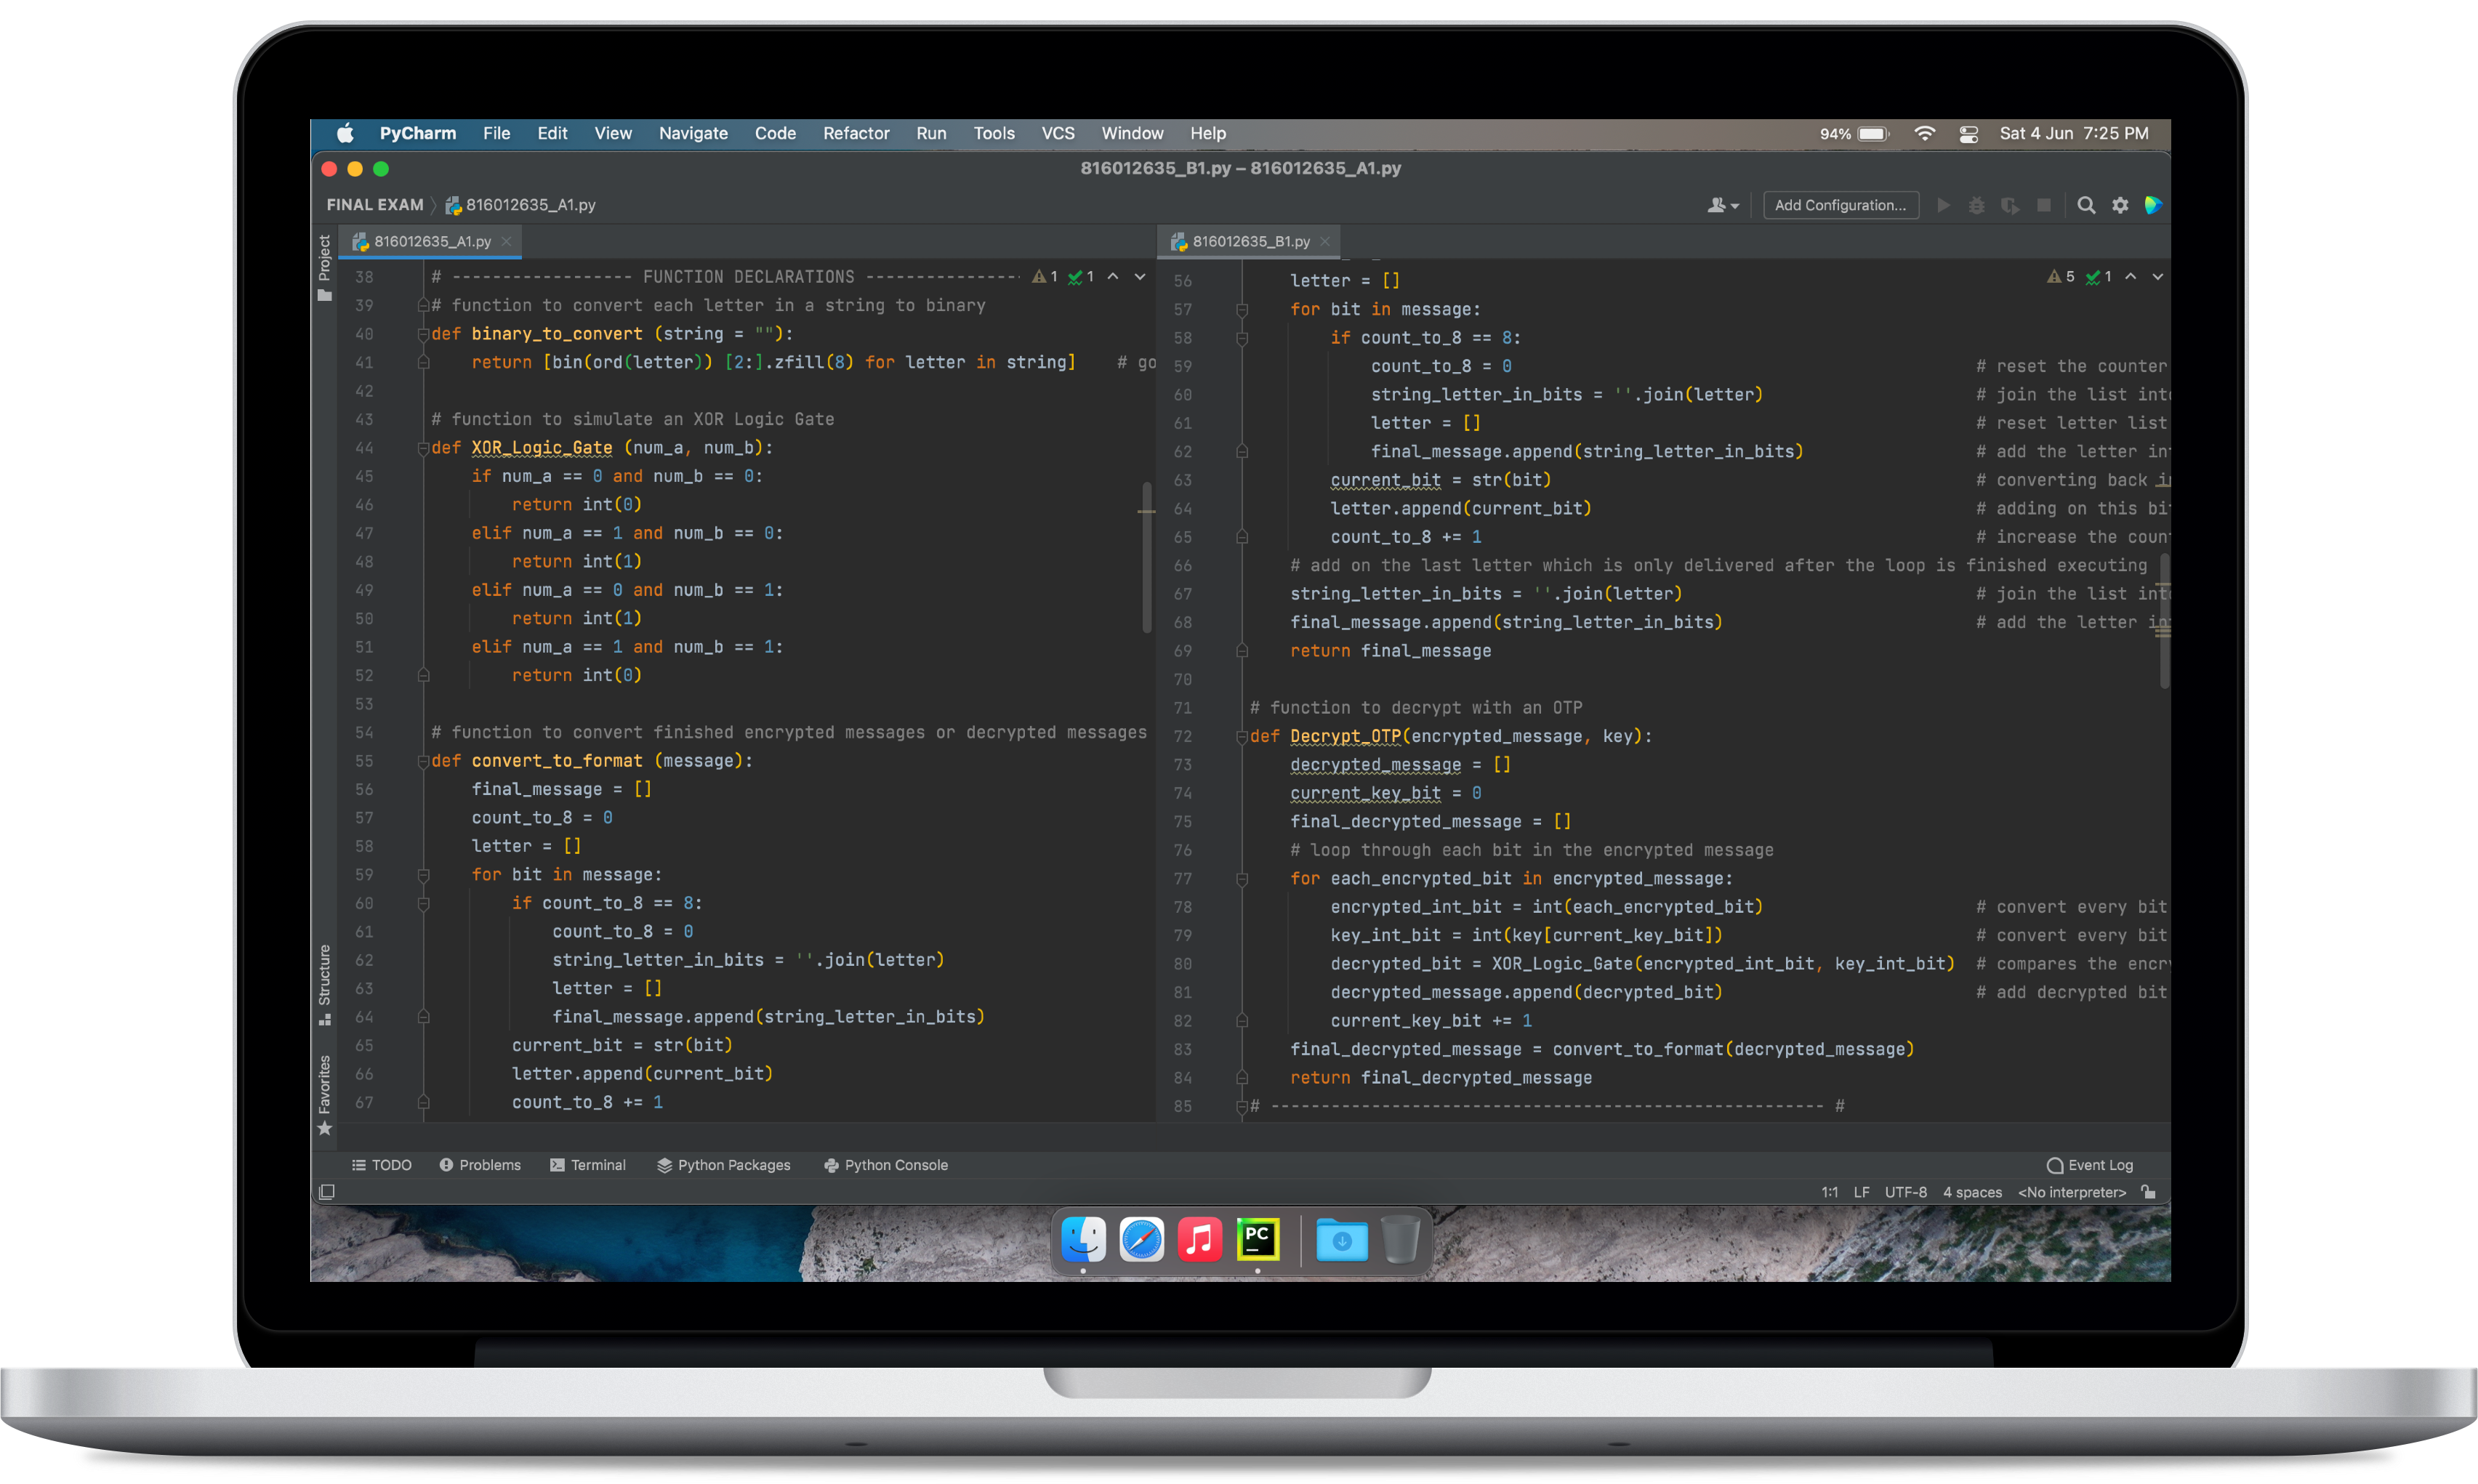 PyCharm File Edit View Navigate Code Refactor Run Tools VCS Window Help 94% Sat 4 Jun 7:25 PM
816012635_B1.py – 816012635_A1.py
FINAL EXAM 816012635_A1.py Add Configuration...
Project
Structure
Favorites
816012635_A1.py
1 1
38 # ------------------ FUNCTION DECLARATIONS ----------------
39 # function to convert each letter in a string to binary
40 def binary_to_convert (string = ""):
41 return [bin(ord(letter)) [2:].zfill(8) for letter in string] # go
42
43 # function to simulate an XOR Logic Gate
44 def XOR_Logic_Gate (num_a, num_b):
45 if num_a == 0 and num_b == 0:
46 return int(0)
47 elif num_a == 1 and num_b == 0:
48 return int(1)
49 elif num_a == 0 and num_b == 1:
50 return int(1)
51 elif num_a == 1 and num_b == 1:
52 return int(0)
53
54 # function to convert finished encrypted messages or decrypted messages
55 def convert_to_format (message):
56 final_message = []
57 count_to_8 = 0
58 letter = []
59 for bit in message:
60 if count_to_8 == 8:
61 count_to_8 = 0
62 string_letter_in_bits = ''.join(letter)
63 letter = []
64 final_message.append(string_letter_in_bits)
65 current_bit = str(bit)
66 letter.append(current_bit)
67 count_to_8 += 1
816012635_B1.py
5 1
56 letter = []
57 for bit in message:
58 if count_to_8 == 8:
59 count_to_8 = 0 # reset the counter
60 string_letter_in_bits = ''.join(letter) # join the list int
61 letter = [] # reset letter list
62 final_message.append(string_letter_in_bits) # add the letter in
63 current_bit = str(bit) # converting back i
64 letter.append(current_bit) # adding on this bi
65 count_to_8 += 1 # increase the coun
66 # add on the last letter which is only delivered after the loop is finished executing
67 string_letter_in_bits = ''.join(letter) # join the list int
68 final_message.append(string_letter_in_bits) # add the letter in
69 return final_message
70
71 # function to decrypt with an OTP
72 def Decrypt_OTP(encrypted_message, key):
73 decrypted_message = []
74 current_key_bit = 0
75 final_decrypted_message = []
76 # loop through each bit in the encrypted message
77 for each_encrypted_bit in encrypted_message:
78 encrypted_int_bit = int(each_encrypted_bit) # convert every bit
79 key_int_bit = int(key[current_key_bit]) # convert every bit
80 decrypted_bit = XOR_Logic_Gate(encrypted_int_bit, key_int_bit) # compares the encr
81 decrypted_message.append(decrypted_bit) # add decrypted bit
82 current_key_bit += 1
83 final_decrypted_message = convert_to_format(decrypted_message)
84 return final_decrypted_message
85 # ------------------------------------------------------- #
TODO Problems Terminal Python Packages Python Console Event Log
1:1 LF UTF-8 4 spaces <No interpreter>
PC